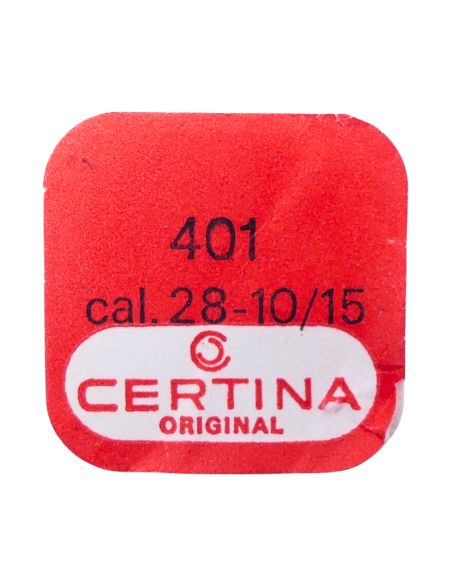 401
cal. 28-10/15
CERTINA
ORIGINAL